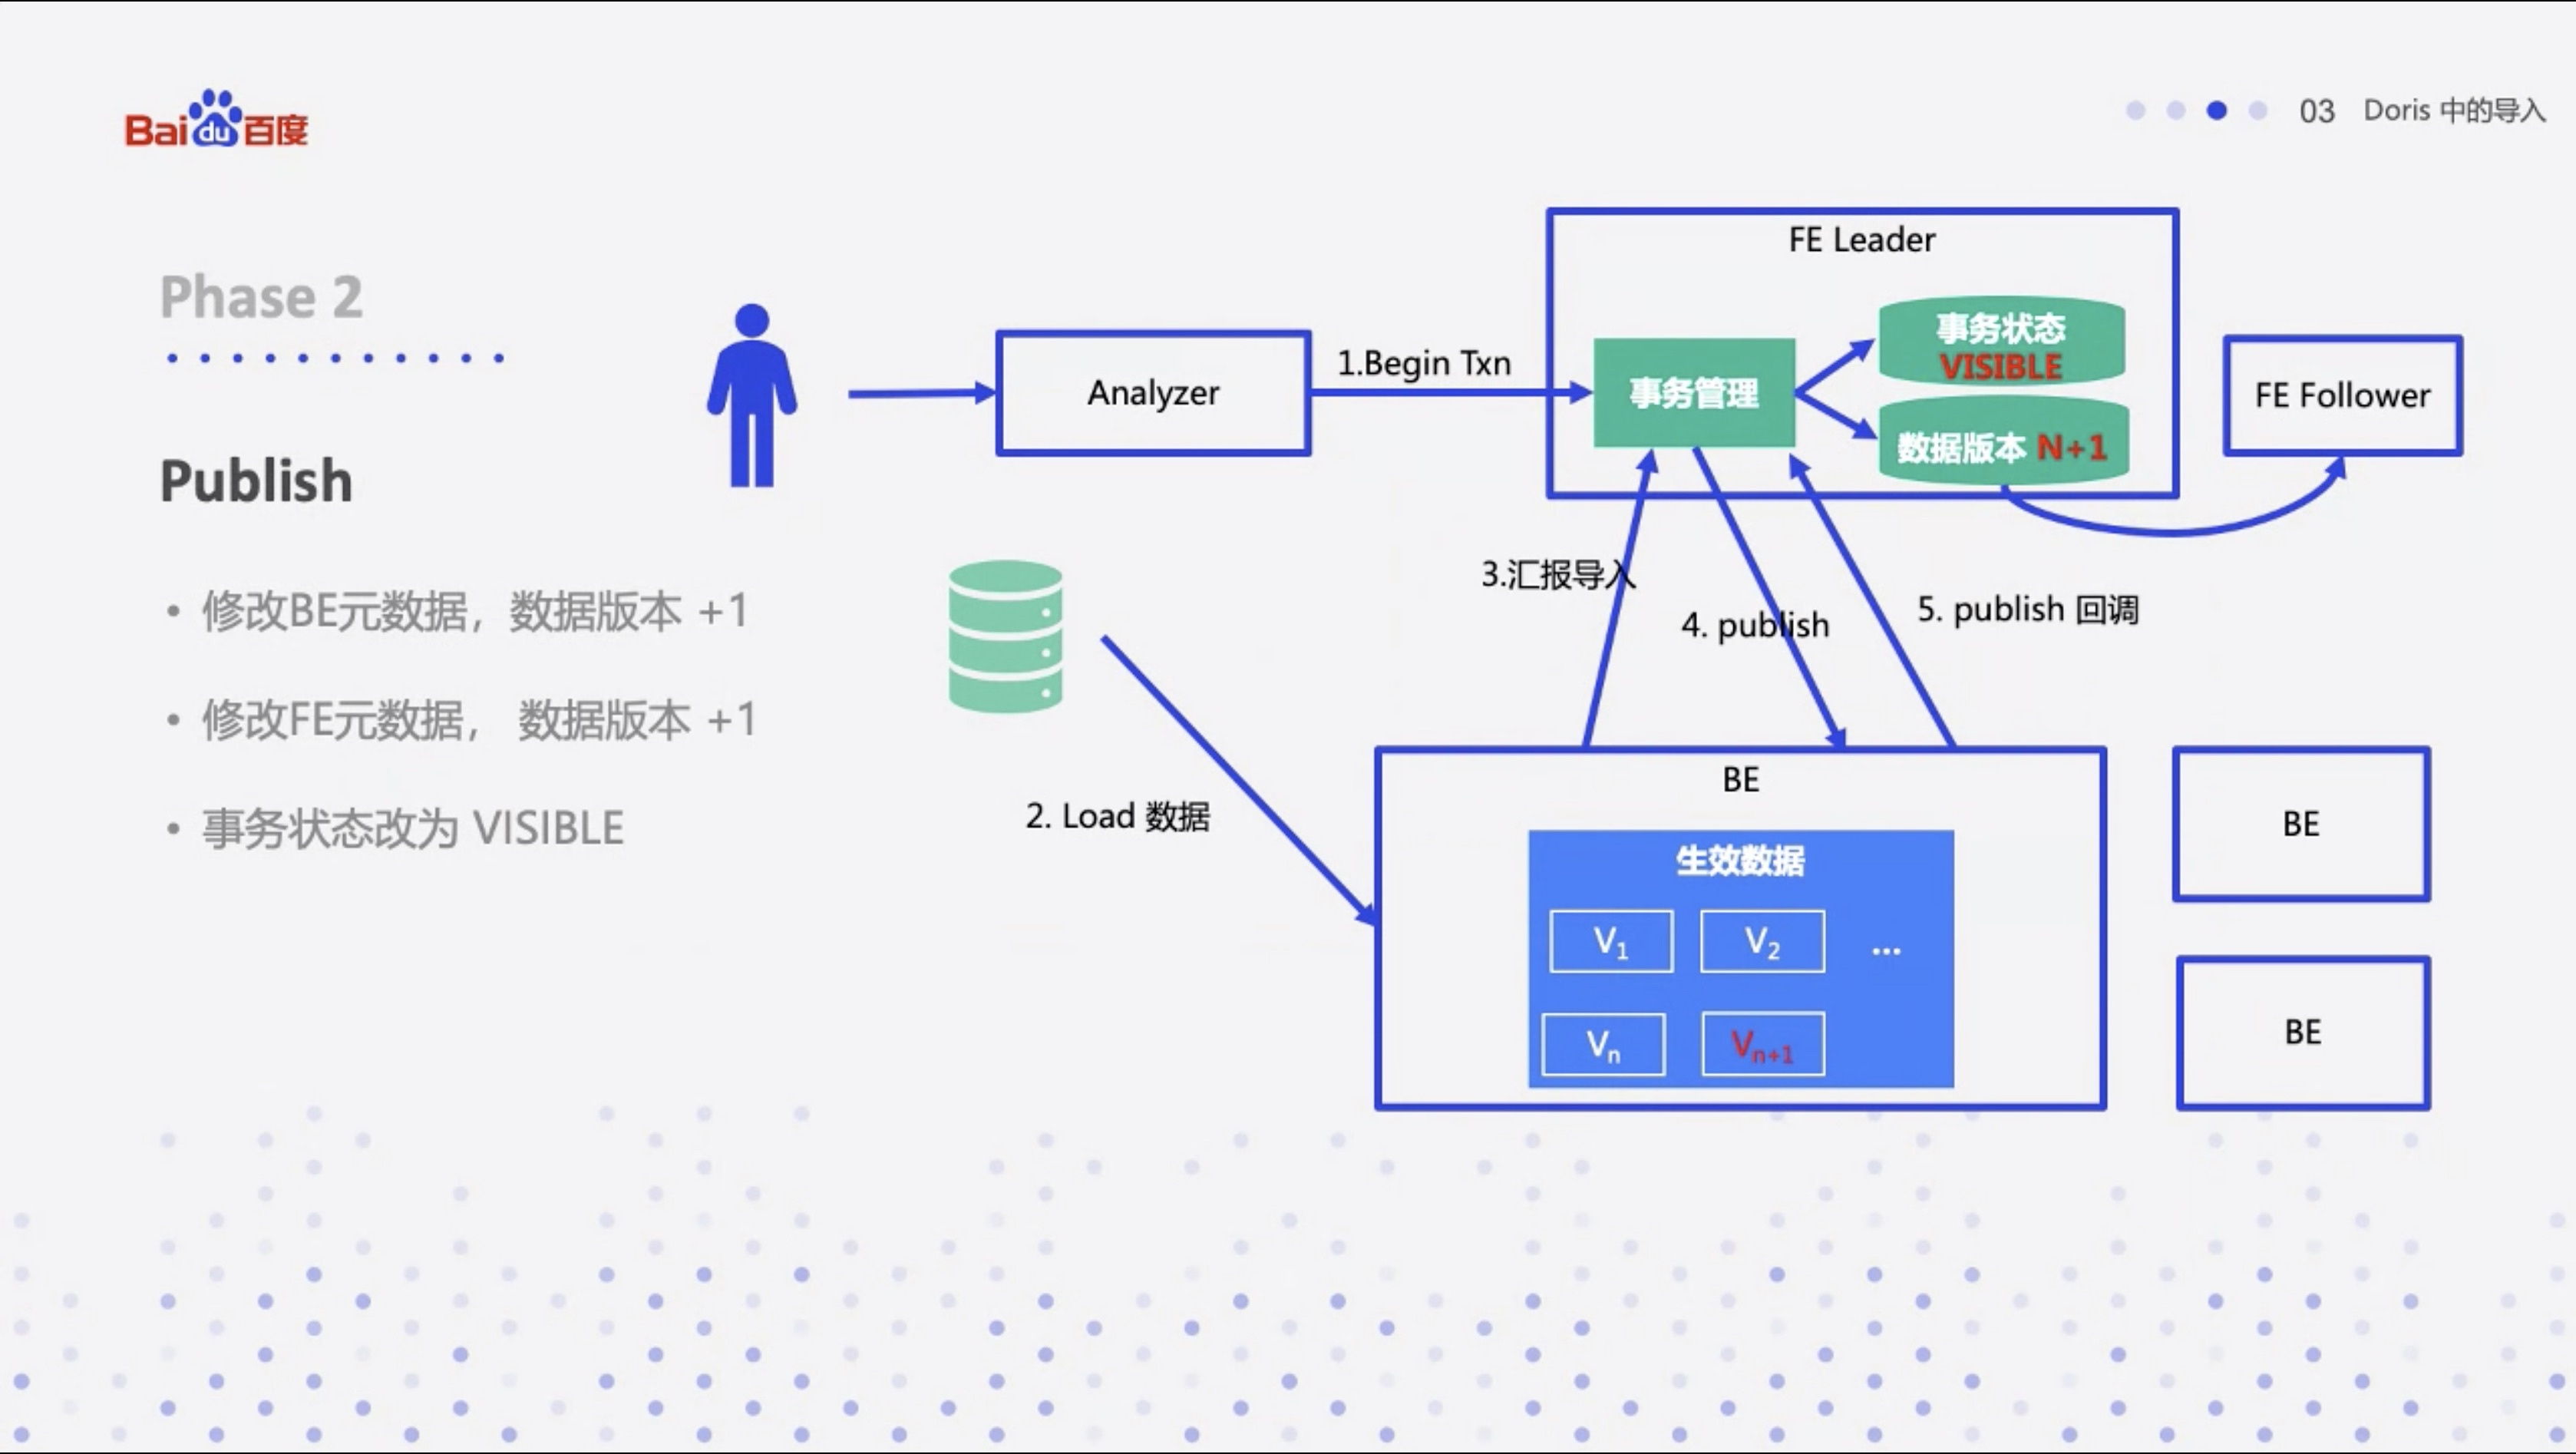 Bai du 百度
03 Doris 中的导入
Phase 2
Publish
• 修改BE元数据，数据版本 +1
• 修改FE元数据， 数据版本 +1
• 事务状态改为 VISIBLE
Analyzer
1.Begin Txn
FE Leader
事务管理
事务状态
VISIBLE
数据版本 N+1
FE Follower
2. Load 数据
3.汇报导入
4. publish
5. publish 回调
BE
生效数据
V1
V2
...
Vn
Vn+1
BE
BE